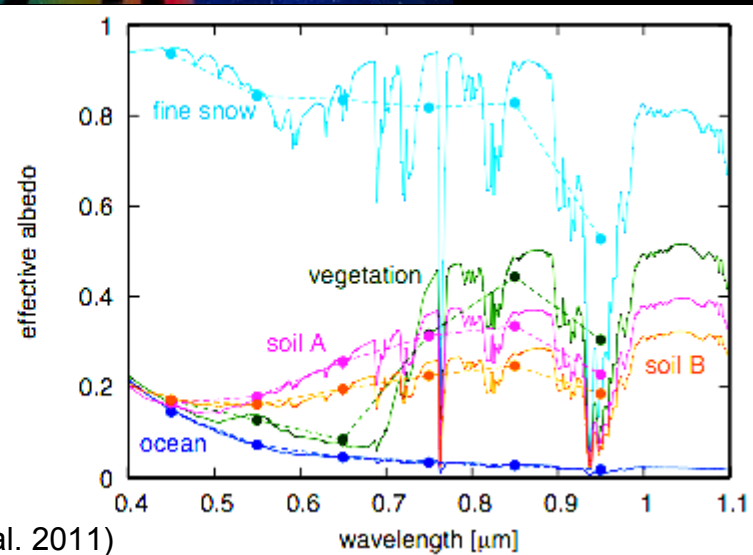 effective albedo
1
0.8
0.6
0.4
0.2
0
fine snow
vegetation
soil A
soil B
ocean
0.4 0.5 0.6 0.7 0.8 0.9 1 1.1
wavelength [μm]
al. 2011)